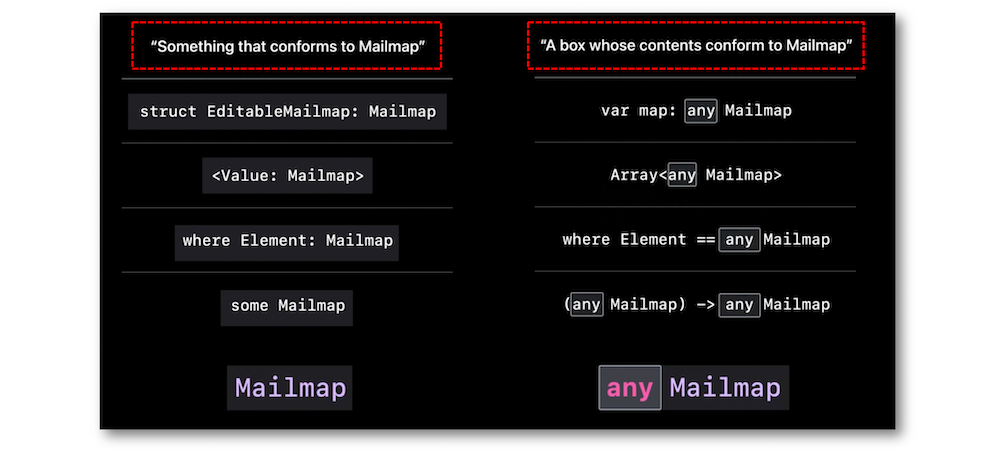 “Something that conforms to Mailmap”
struct EditableMailmap: Mailmap
<Value: Mailmap>
where Element: Mailmap
some Mailmap
Mailmap
“A box whose contents conform to Mailmap”
var map: any Mailmap
Array<any Mailmap>
where Element == any Mailmap
(any Mailmap) -> any Mailmap
any Mailmap